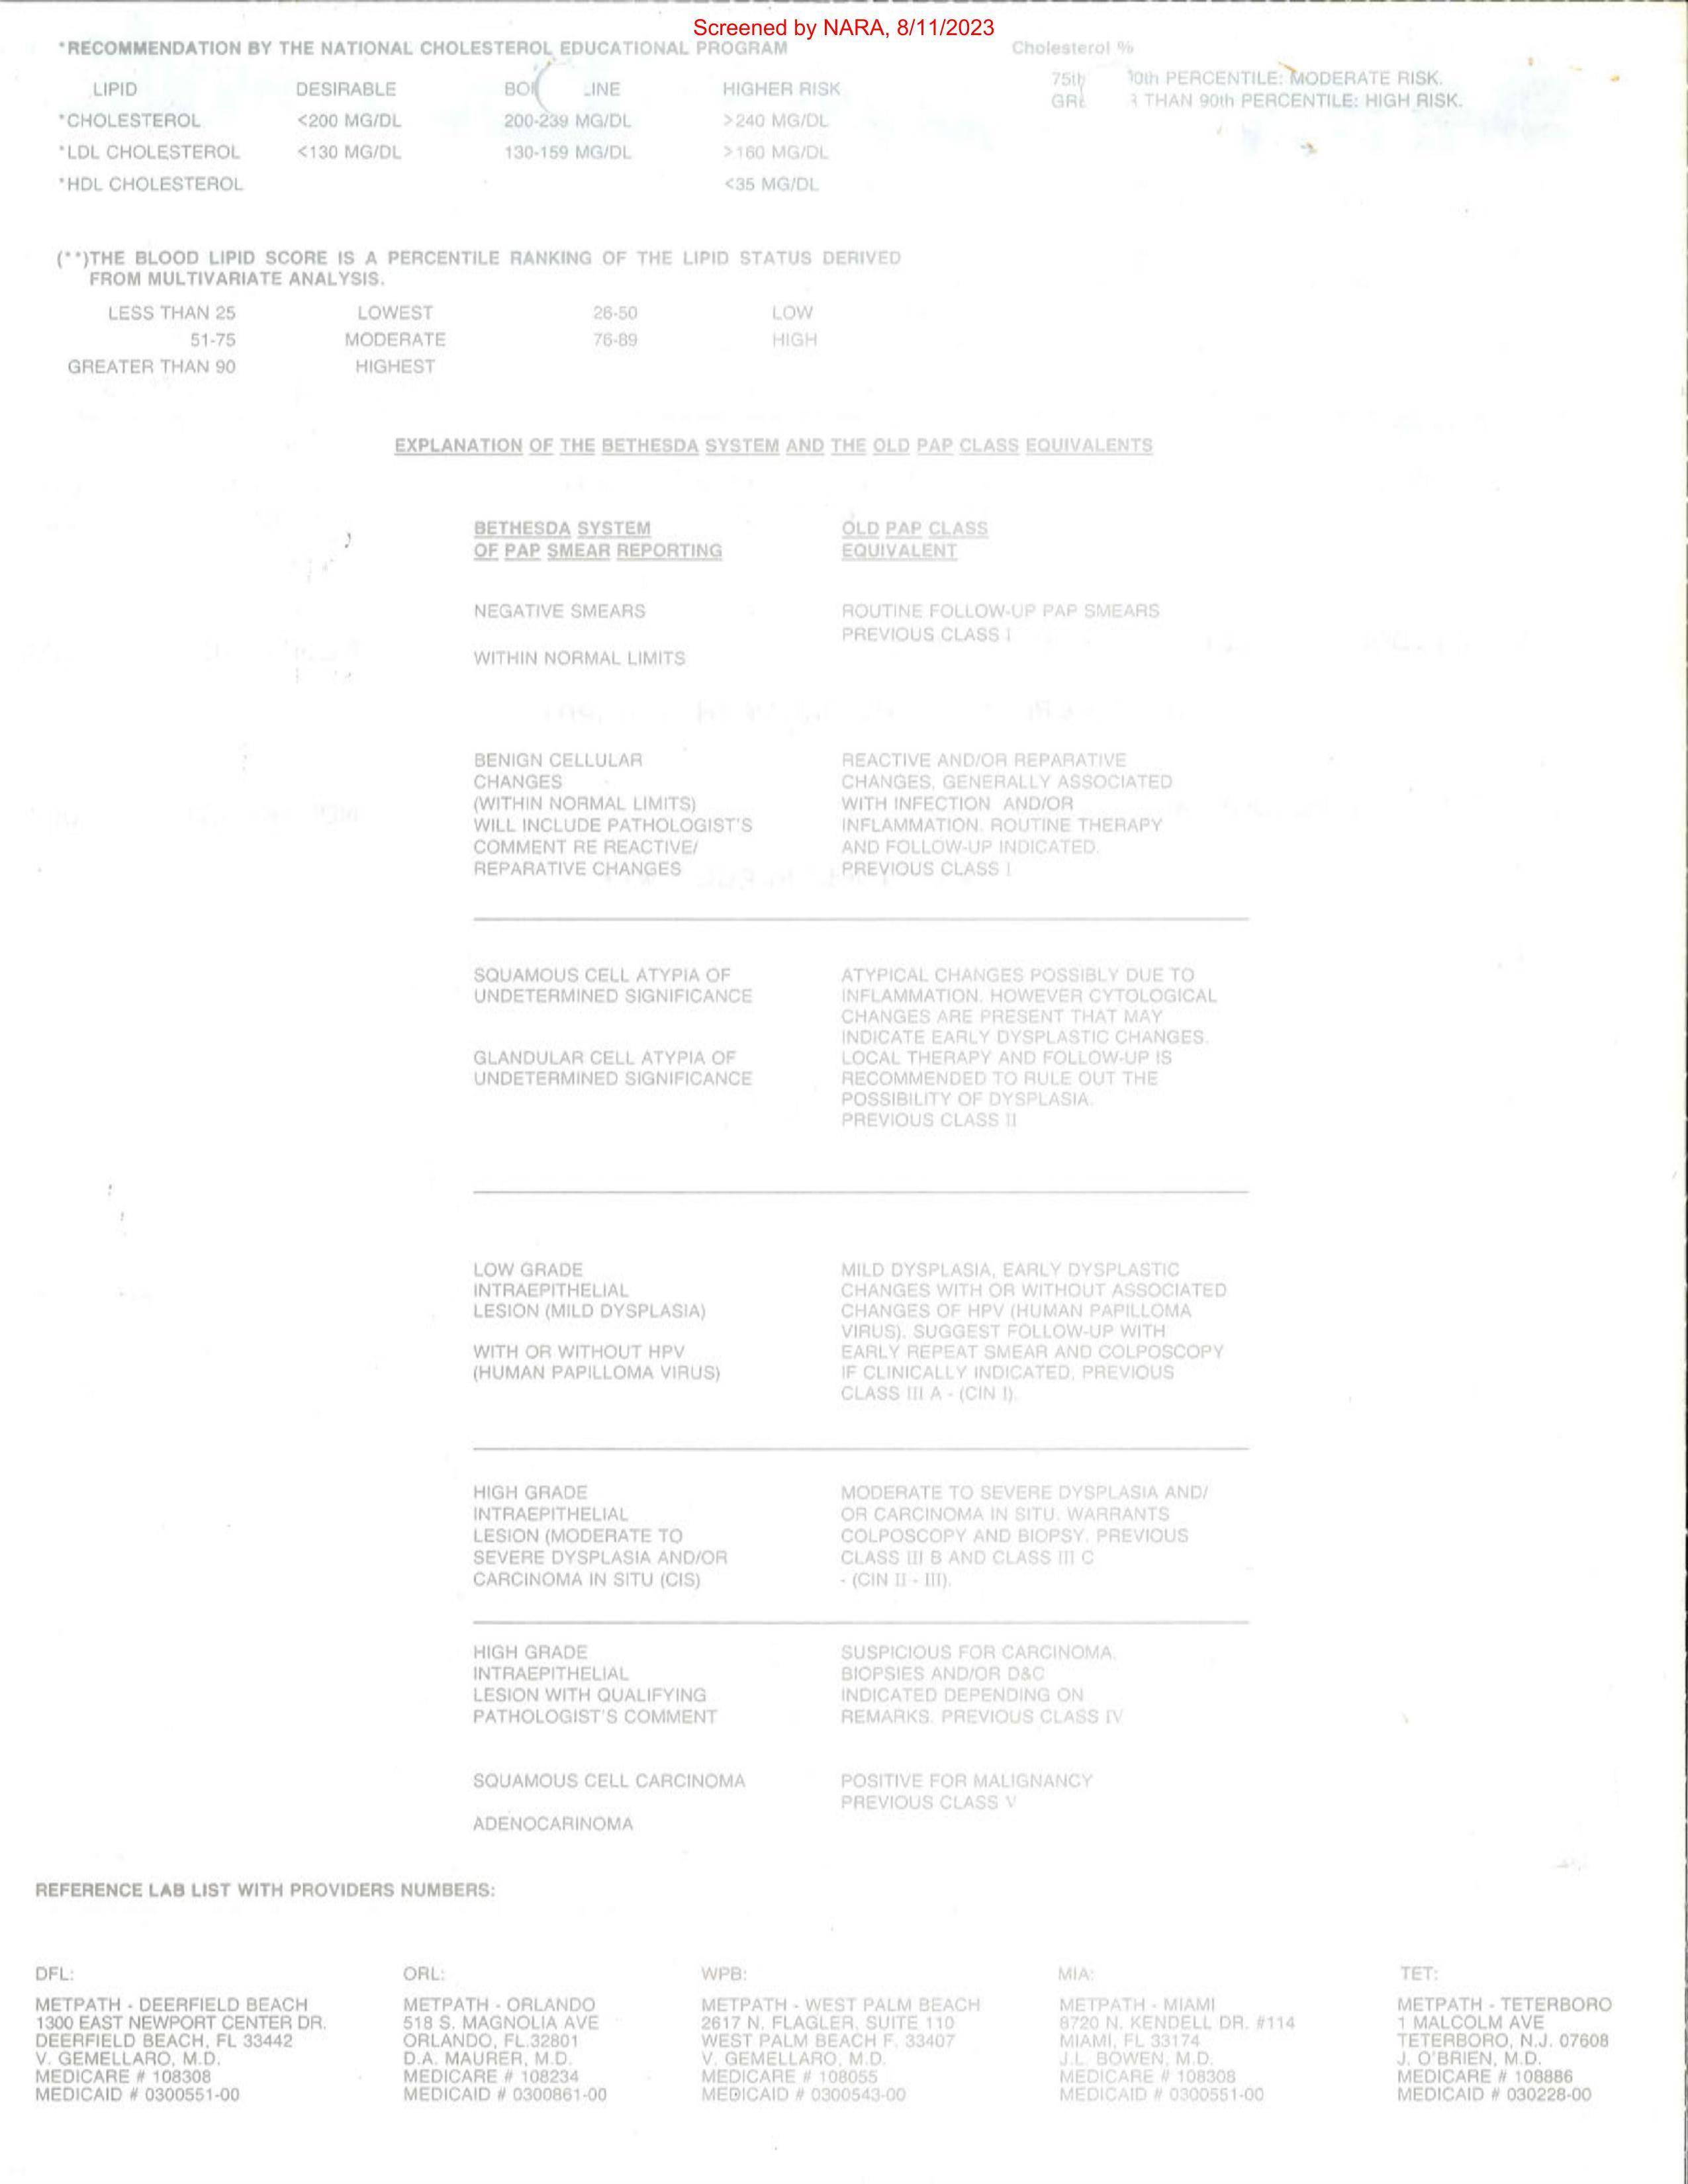 Screened by NARA, 8/11/2023
*RECOMMENDATION BY THE NATIONAL CHOLESTEROL EDUCATIONAL PROGRAM
LIPID DESIRABLE BO LINE HIGHER RISK
*CHOLESTEROL <200 MG/DL 200-239 MG/DL >240 MG/DL
*LDL CHOLESTEROL <130 MG/DL 130-159 MG/DL >160 MG/DL
*HDL CHOLESTEROL <35 MG/DL
Cholesterol %
75th 0th PERCENTILE: MODERATE RISK.
GRE THAN 90th PERCENTILE: HIGH RISK.
(**)THE BLOOD LIPID SCORE IS A PERCENTILE RANKING OF THE LIPID STATUS DERIVED
FROM MULTIVARIATE ANALYSIS.
LESS THAN 25 LOWEST 26-50 LOW
51-75 MODERATE 76-89 HIGH
GREATER THAN 90 HIGHEST
EXPLANATION OF THE BETHESDA SYSTEM AND THE OLD PAP CLASS EQUIVALENTS
BETHESDA SYSTEM
OF PAP SMEAR REPORTING
OLD PAP CLASS
EQUIVALENT
NEGATIVE SMEARS
WITHIN NORMAL LIMITS
ROUTINE FOLLOW-UP PAP SMEARS
PREVIOUS CLASS I
BENIGN CELLULAR
CHANGES
(WITHIN NORMAL LIMITS)
WILL INCLUDE PATHOLOGIST'S
COMMENT RE REACTIVE/
REPARATIVE CHANGES
REACTIVE AND/OR REPARATIVE
CHANGES, GENERALLY ASSOCIATED
WITH INFECTION AND/OR
INFLAMMATION. ROUTINE THERAPY
AND FOLLOW-UP INDICATED.
PREVIOUS CLASS I
SQUAMOUS CELL ATYPIA OF
UNDETERMINED SIGNIFICANCE
GLANDULAR CELL ATYPIA OF
UNDETERMINED SIGNIFICANCE
ATYPICAL CHANGES POSSIBLY DUE TO
INFLAMMATION. HOWEVER CYTOLOGICAL
CHANGES ARE PRESENT THAT MAY
INDICATE EARLY DYSPLASTIC CHANGES.
LOCAL THERAPY AND FOLLOW-UP IS
RECOMMENDED TO RULE OUT THE
POSSIBILITY OF DYSPLASIA.
PREVIOUS CLASS II
LOW GRADE
INTRAEPITHELIAL
LESION (MILD DYSPLASIA)
WITH OR WITHOUT HPV
(HUMAN PAPILLOMA VIRUS)
MILD DYSPLASIA, EARLY DYSPLASTIC
CHANGES WITH OR WITHOUT ASSOCIATED
CHANGES OF HPV (HUMAN PAPILLOMA
VIRUS). SUGGEST FOLLOW-UP WITH
EARLY REPEAT SMEAR AND COLPOSCOPY
IF CLINICALLY INDICATED, PREVIOUS
CLASS III A - (CIN I).
HIGH GRADE
INTRAEPITHELIAL
LESION (MODERATE TO
SEVERE DYSPLASIA AND/OR
CARCINOMA IN SITU (CIS)
MODERATE TO SEVERE DYSPLASIA AND/
OR CARCINOMA IN SITU. WARRANTS
COLPOSCOPY AND BIOPSY. PREVIOUS
CLASS III B AND CLASS III C
- (CIN II - III).
HIGH GRADE
INTRAEPITHELIAL
LESION WITH QUALIFYING
PATHOLOGIST'S COMMENT
SUSPICIOUS FOR CARCINOMA.
BIOPSIES AND/OR D&C
INDICATED DEPENDING ON
REMARKS. PREVIOUS CLASS IV
SQUAMOUS CELL CARCINOMA
ADENOCARINOMA
POSITIVE FOR MALIGNANCY
PREVIOUS CLASS V
REFERENCE LAB LIST WITH PROVIDERS NUMBERS:
DFL:
METPATH - DEERFIELD BEACH
1300 EAST NEWPORT CENTER DR.
DEERFIELD BEACH, FL 33442
V. GEMELLARO, M.D.
MEDICARE # 108308
MEDICAID # 0300551-00
ORL:
METPATH - ORLANDO
518 S. MAGNOLIA AVE
ORLANDO, FL.32801
D.A. MAURER, M.D.
MEDICARE # 108234
MEDICAID # 0300861-00
WPB:
METPATH - WEST PALM BEACH
2617 N. FLAGLER, SUITE 110
WEST PALM BEACH F. 33407
V. GEMELLARO, M.D.
MEDICARE # 108055
MEDICAID # 0300543-00
MIA:
METPATH - MIAMI
8720 N. KENDELL DR. #114
MIAMI, FL 33174
J.L. BOWEN, M.D.
MEDICARE # 108308
MEDICAID # 0300551-00
TET:
METPATH - TETERBORO
1 MALCOLM AVE
TETERBORO, N.J. 07608
J. O'BRIEN, M.D.
MEDICARE # 108886
MEDICAID # 030228-00